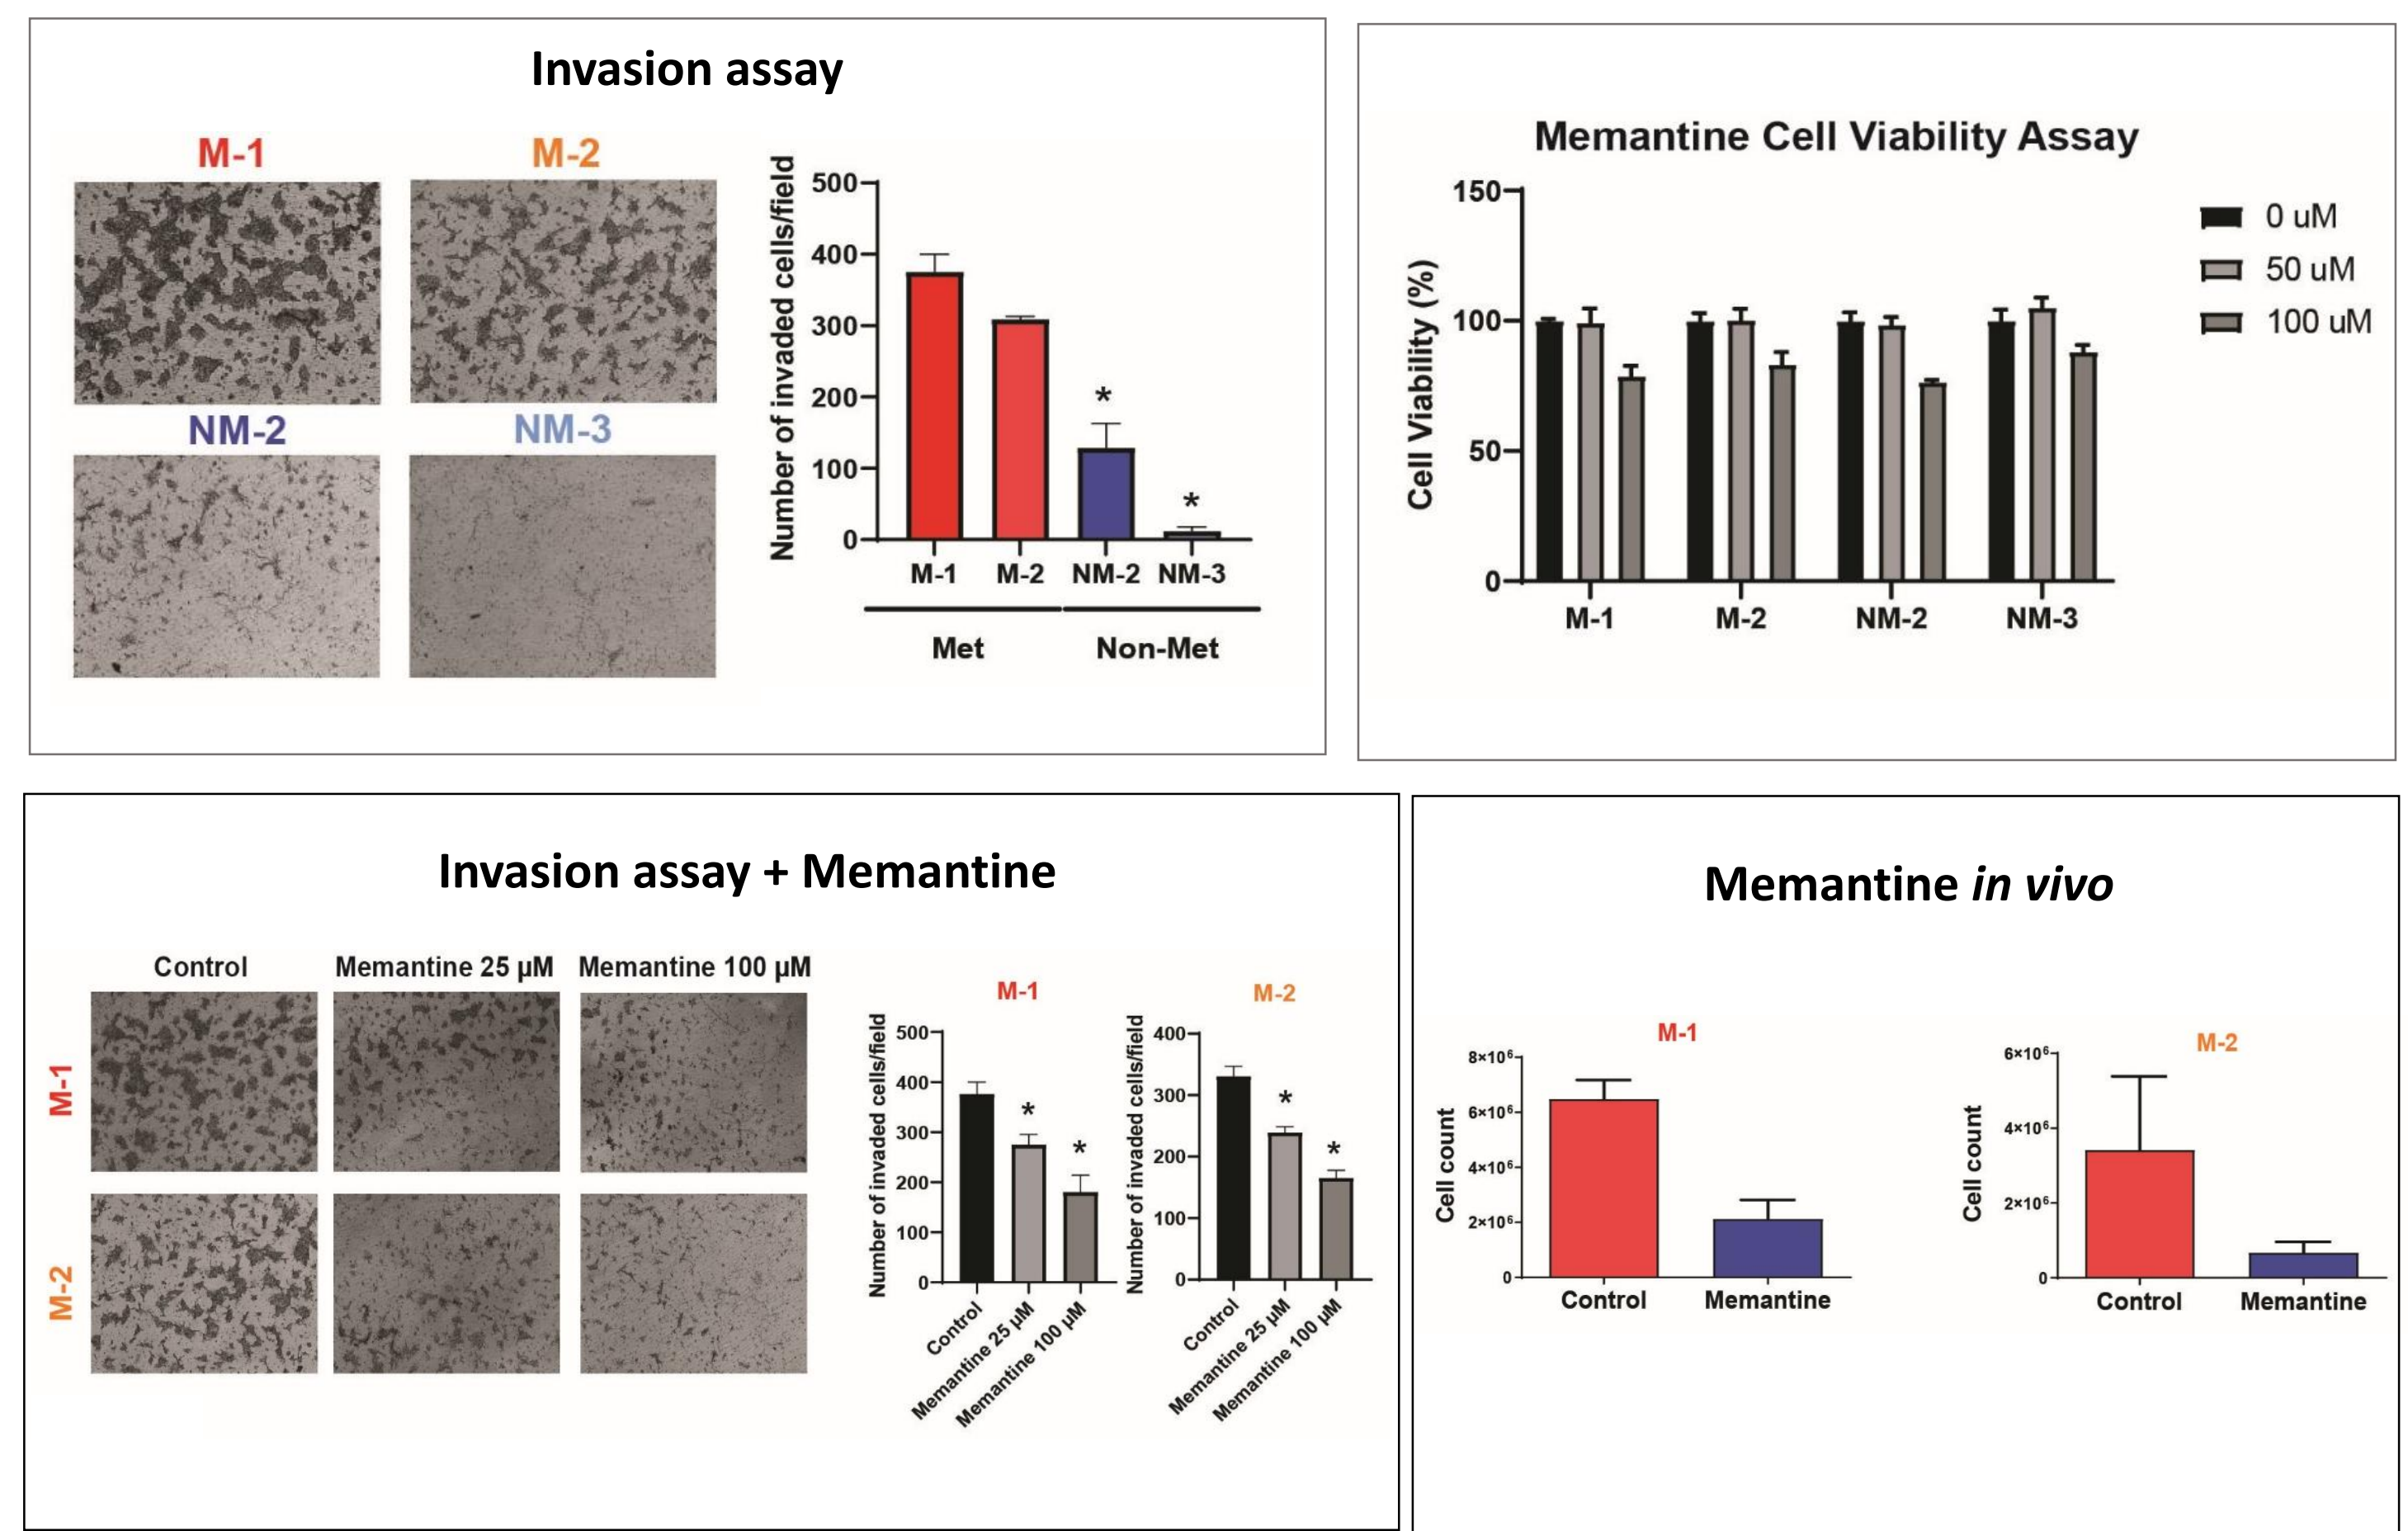 Invasion assay
M-1
M-2
NM-2
NM-3
Number of invaded cells/field
500
400
300
200
100
0
*
*
M-1 M-2 NM-2 NM-3
Met Non-Met
Memantine Cell Viability Assay
Cell Viability (%)
150
100
50
0
M-1 M-2 NM-2 NM-3
0 uM
50 uM
100 uM
Invasion assay + Memantine
Control Memantine 25 µM Memantine 100 µM
M-1
M-2
M-1
Number of invaded cells/field
500
400
300
200
100
0
*
*
Control
Memantine 25 µM
Memantine 100 µM
M-2
Number of invaded cells/field
400
300
200
100
0
*
*
Control
Memantine 25 µM
Memantine 100 µM
Memantine in vivo
M-1
Cell count
8×10⁶
6×10⁶
4×10⁶
2×10⁶
0
Control Memantine
M-2
Cell count
6×10⁶
4×10⁶
2×10⁶
0
Control Memantine